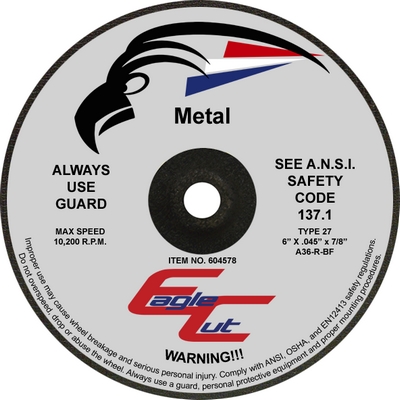 Metal
ALWAYS
USE
GUARD
MAX SPEED
10,200 R.P.M.
SEE A.N.S.I.
SAFETY
CODE
137.1
TYPE 27
6" X .045" x 7/8"
A36-R-BF
ITEM NO. 604578
Eagle
Cut
WARNING!!!
Improper use may cause wheel breakage and serious personal injury. Comply with ANSI, OSHA, and EN12413 safety regulations.
Do not overspeed, drop or abuse the wheel. Always use a guard, personal protective equipment and proper mounting procedures.